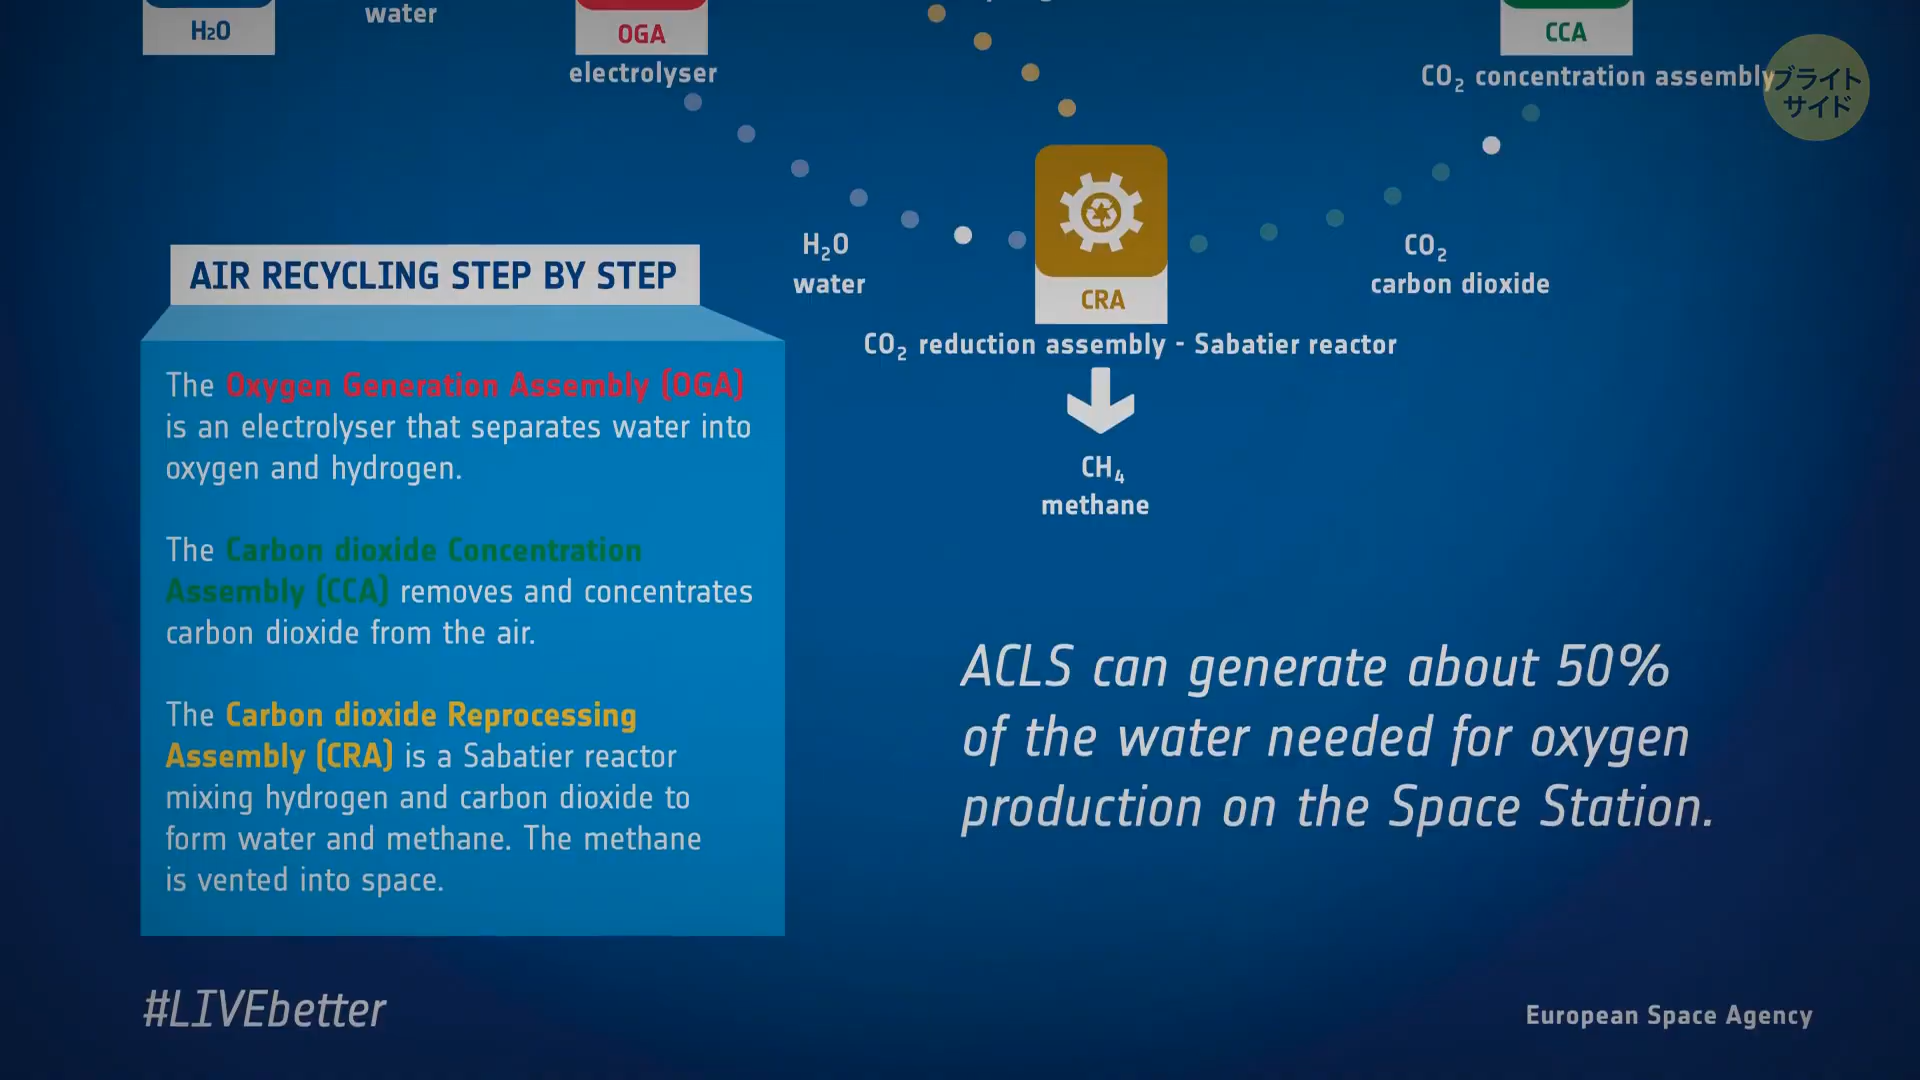 H₂O
water
OGA
electrolyser
CCA
CO₂ concentration assembly
ブライト
サイド
H₂O
water
CRA
CO₂
carbon dioxide
CO₂ reduction assembly - Sabatier reactor
CH₄
methane
AIR RECYCLING STEP BY STEP
The Oxygen Generation Assembly (OGA)
is an electrolyser that separates water into
oxygen and hydrogen.
The Carbon dioxide Concentration
Assembly (CCA) removes and concentrates
carbon dioxide from the air.
The Carbon dioxide Reprocessing
Assembly (CRA) is a Sabatier reactor
mixing hydrogen and carbon dioxide to
form water and methane. The methane
is vented into space.
ACLS can generate about 50%
of the water needed for oxygen
production on the Space Station.
#LIVEbetter
European Space Agency